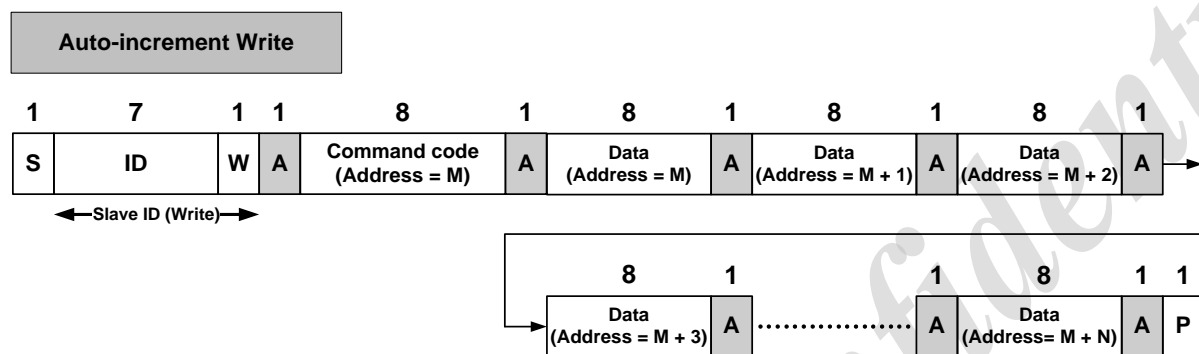 Auto-increment Write
1 7 1 1 8 1 8 1 8 1 8 1
S ID W A Command code (Address = M) A Data (Address = M) A Data (Address = M + 1) A Data (Address = M + 2) A
Slave ID (Write)
8 1 1 8 1 1
Data (Address = M + 3) A A Data (Address= M + N) A P